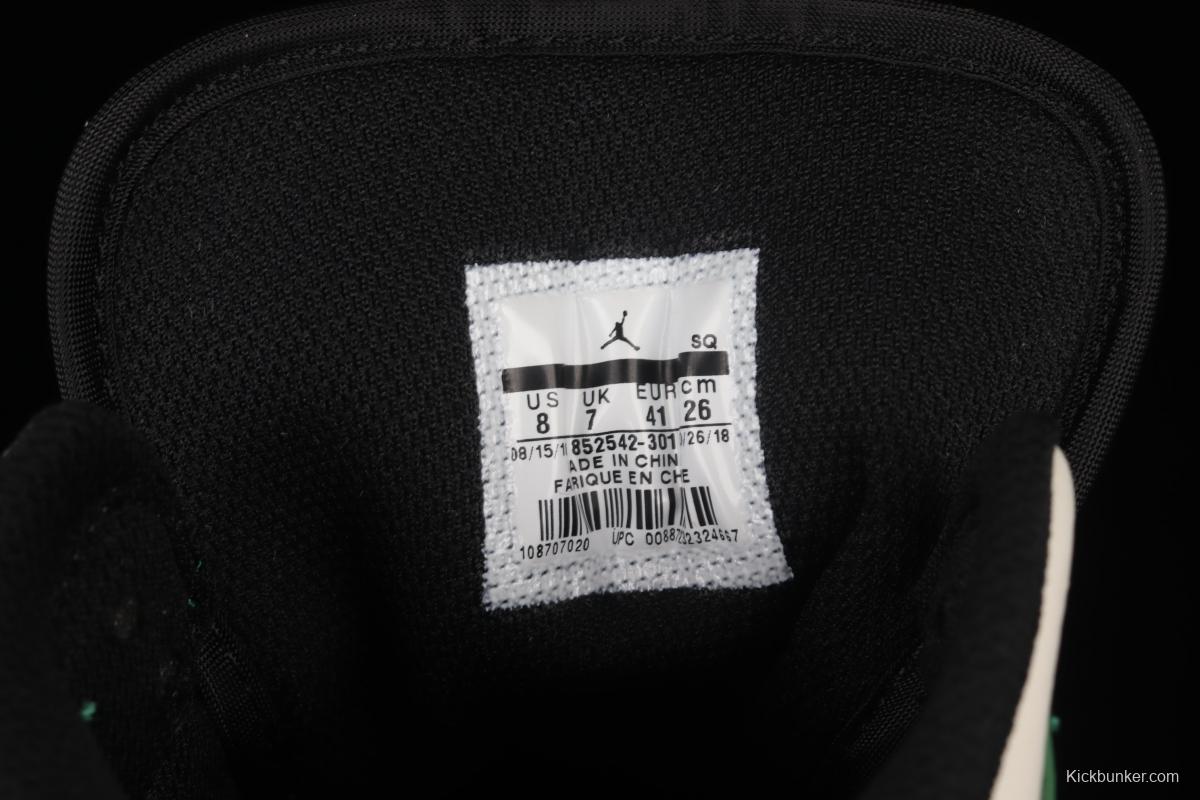 SQ
US UK EUR cm
8 7 41 26
08/15/1 852542-301 /26/18
ADE IN CHIN
FARIQUE EN CHE
108707020 UPC
Kickbunker.com